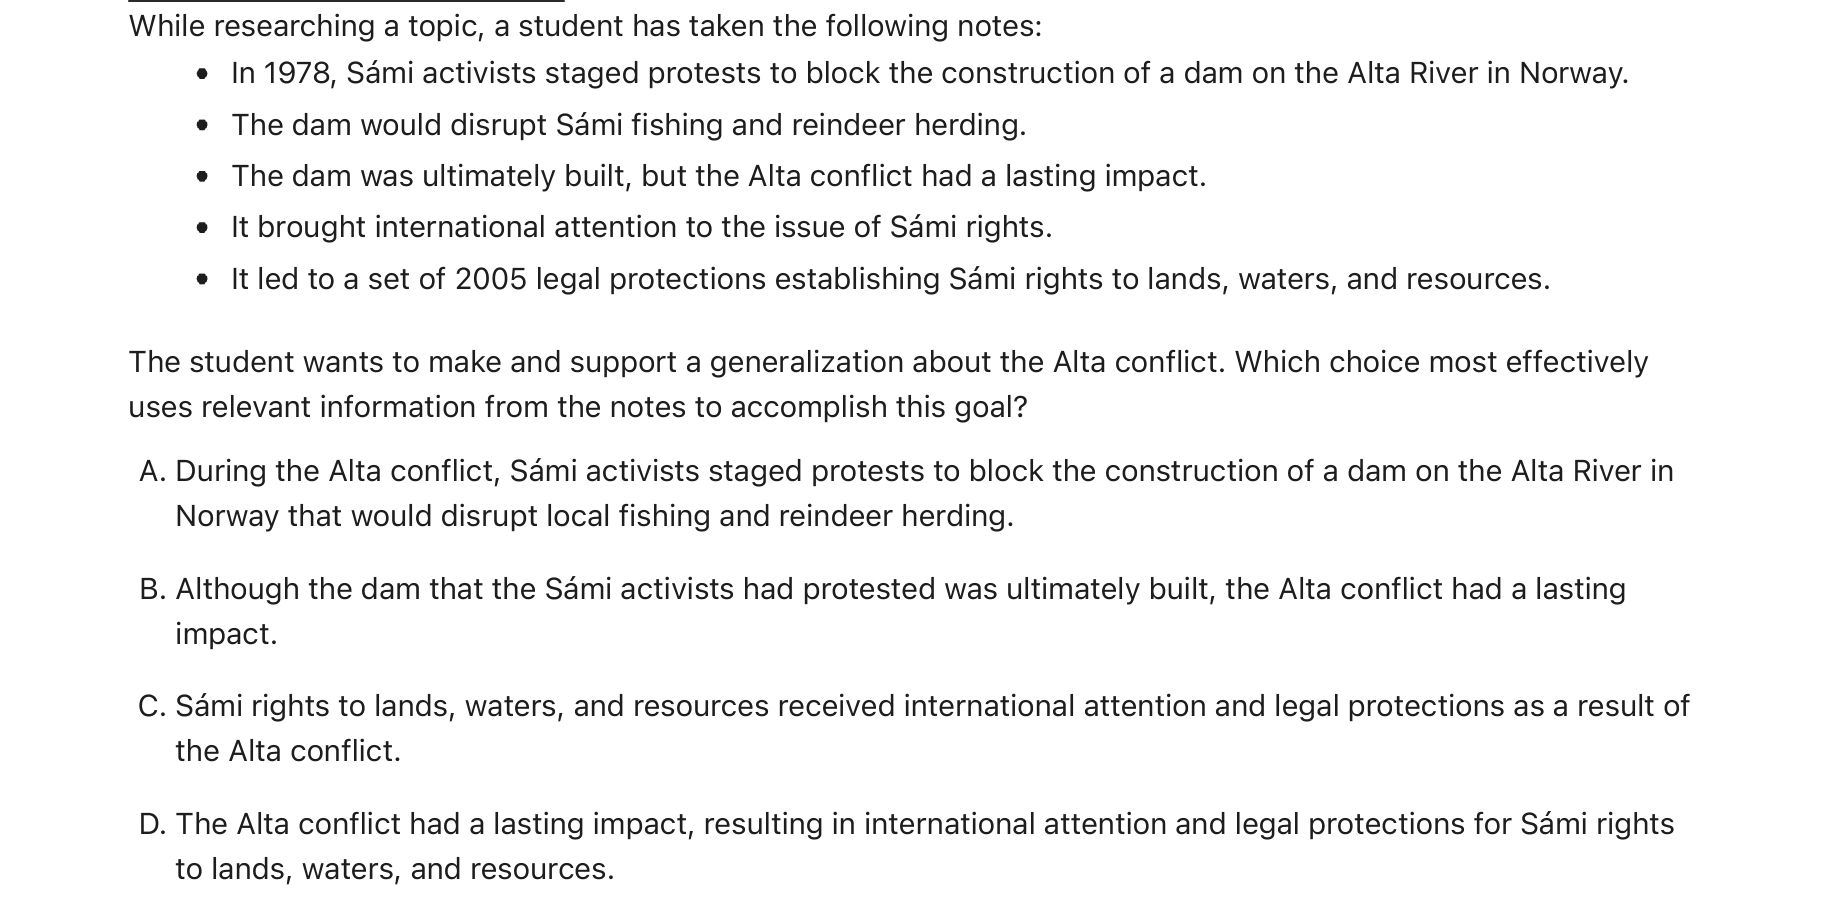 While researching a topic, a student has taken the following notes:
• In 1978, Sámi activists staged protests to block the construction of a dam on the Alta River in Norway.
• The dam would disrupt Sámi fishing and reindeer herding.
• The dam was ultimately built, but the Alta conflict had a lasting impact.
• It brought international attention to the issue of Sámi rights.
• It led to a set of 2005 legal protections establishing Sámi rights to lands, waters, and resources.
The student wants to make and support a generalization about the Alta conflict. Which choice most effectively
uses relevant information from the notes to accomplish this goal?
A. During the Alta conflict, Sámi activists staged protests to block the construction of a dam on the Alta River in
Norway that would disrupt local fishing and reindeer herding.
B. Although the dam that the Sámi activists had protested was ultimately built, the Alta conflict had a lasting
impact.
C. Sámi rights to lands, waters, and resources received international attention and legal protections as a result of
the Alta conflict.
D. The Alta conflict had a lasting impact, resulting in international attention and legal protections for Sámi rights
to lands, waters, and resources.